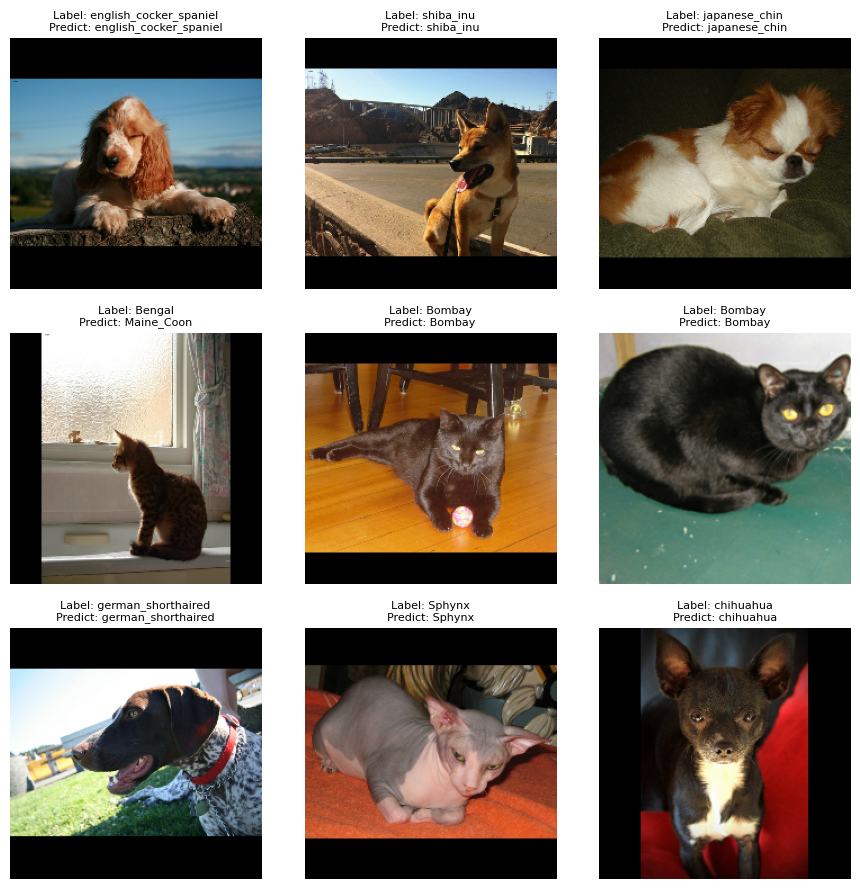 Label: english_cocker_spaniel
Predict: english_cocker_spaniel
Label: shiba_inu
Predict: shiba_inu
Label: japanese_chin
Predict: japanese_chin
Label: Bengal
Predict: Maine_Coon
Label: Bombay
Predict: Bombay
Label: Bombay
Predict: Bombay
Label: german_shorthaired
Predict: german_shorthaired
Label: Sphynx
Predict: Sphynx
Label: chihuahua
Predict: chihuahua